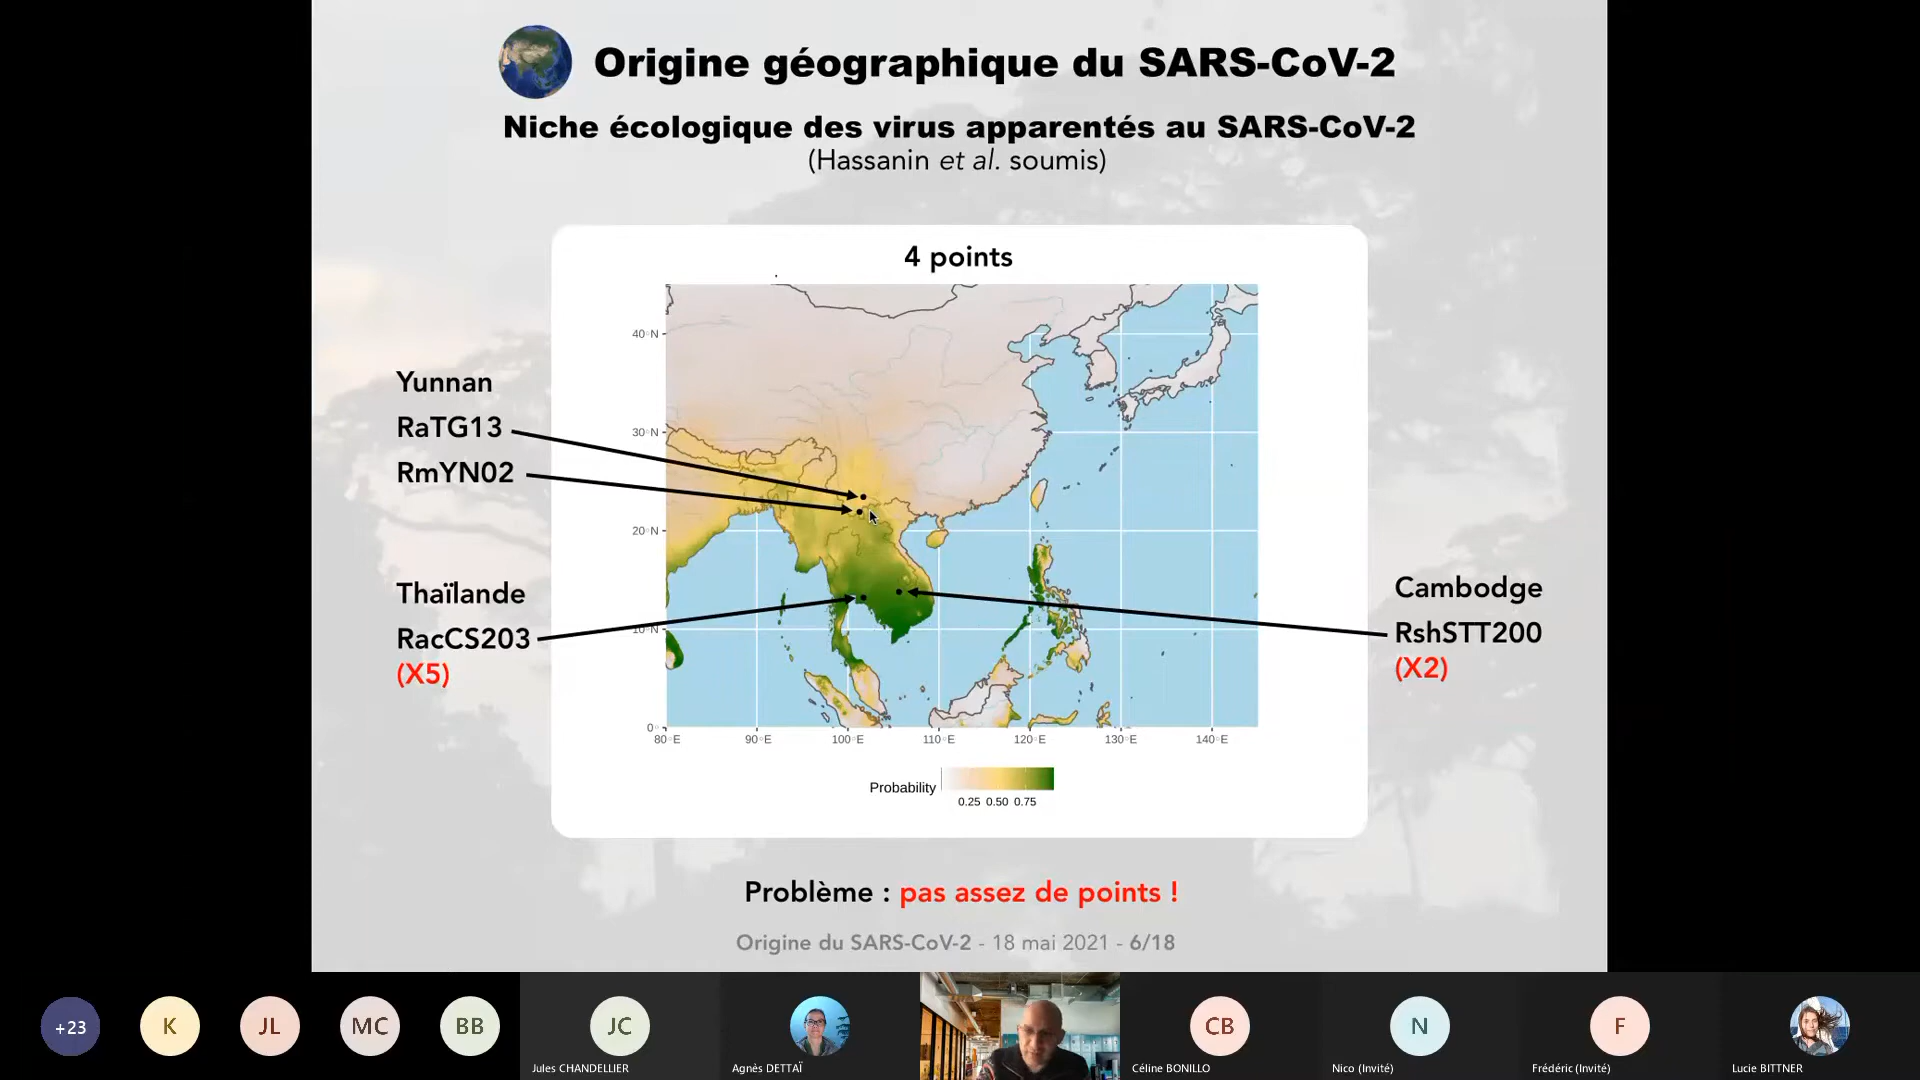 Origine géographique du SARS-CoV-2
Niche écologique des virus apparentés au SARS-CoV-2
(Hassanin et al. soumis)
4 points
Yunnan
RaTG13
RmYN02
Thaïlande
RacCS203
(X5)
Cambodge
RshSTT200
(X2)
40°N
30°N
20°N
10°N
0°
80°E
90°E
100°E
110°E
120°E
130°E
140°E
Probability
0.25 0.50 0.75
Problème : pas assez de points !
Origine du SARS-CoV-2 - 18 mai 2021 - 6/18
+23
K
JL
MC
BB
JC
CB
N
F
Jules CHANDELLIER
Agnès DETTAÏ
Céline BONILLO
Nico (Invité)
Frédéric (Invité)
Lucie BITTNER